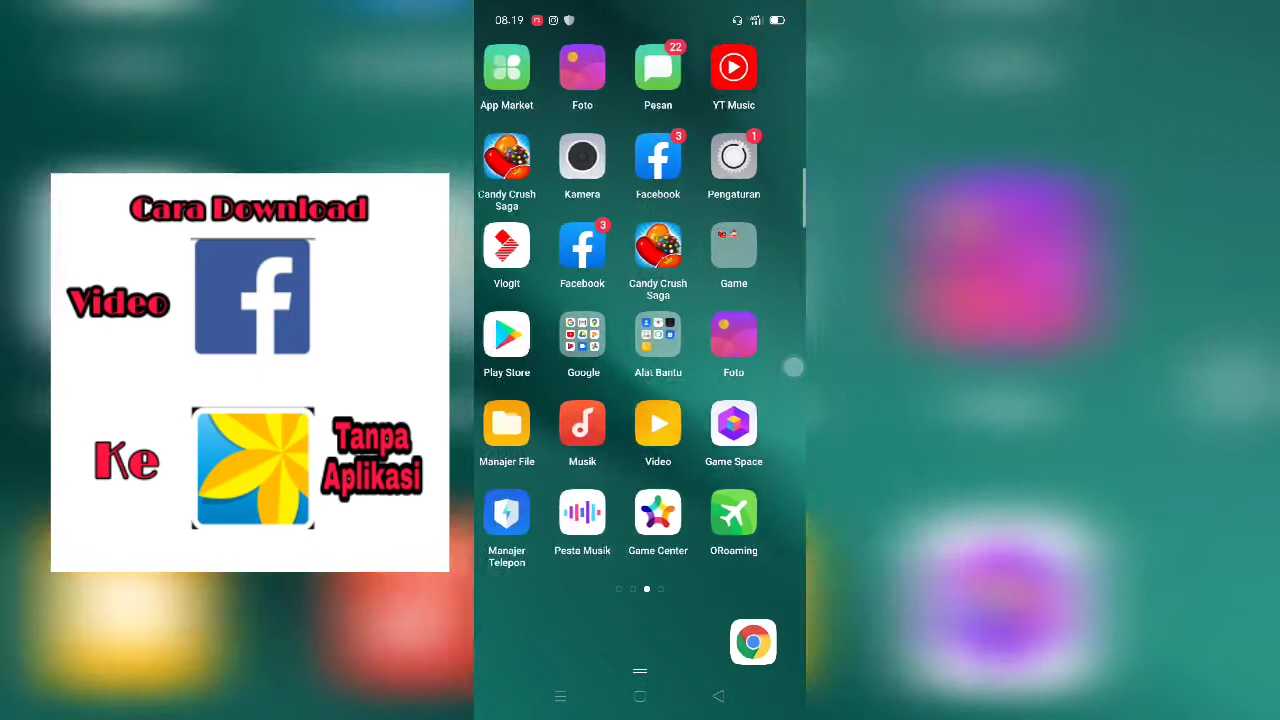 Cara Download
Video
Ke
Tanpa
Aplikasi
08.19
22
App Market
Foto
Pesan
YT Music
3
1
Candy Crush
Saga
Kamera
Facebook
Pengaturan
3
VlogIt
Facebook
Candy Crush
Saga
Game
Play Store
Google
Alat Bantu
Foto
Manajer File
Musik
Video
Game Space
Manajer
Telepon
Pesta Musik
Game Center
ORoaming